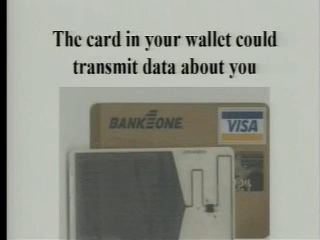 The card in your wallet could
transmit data about you
BANK ONE
VISA